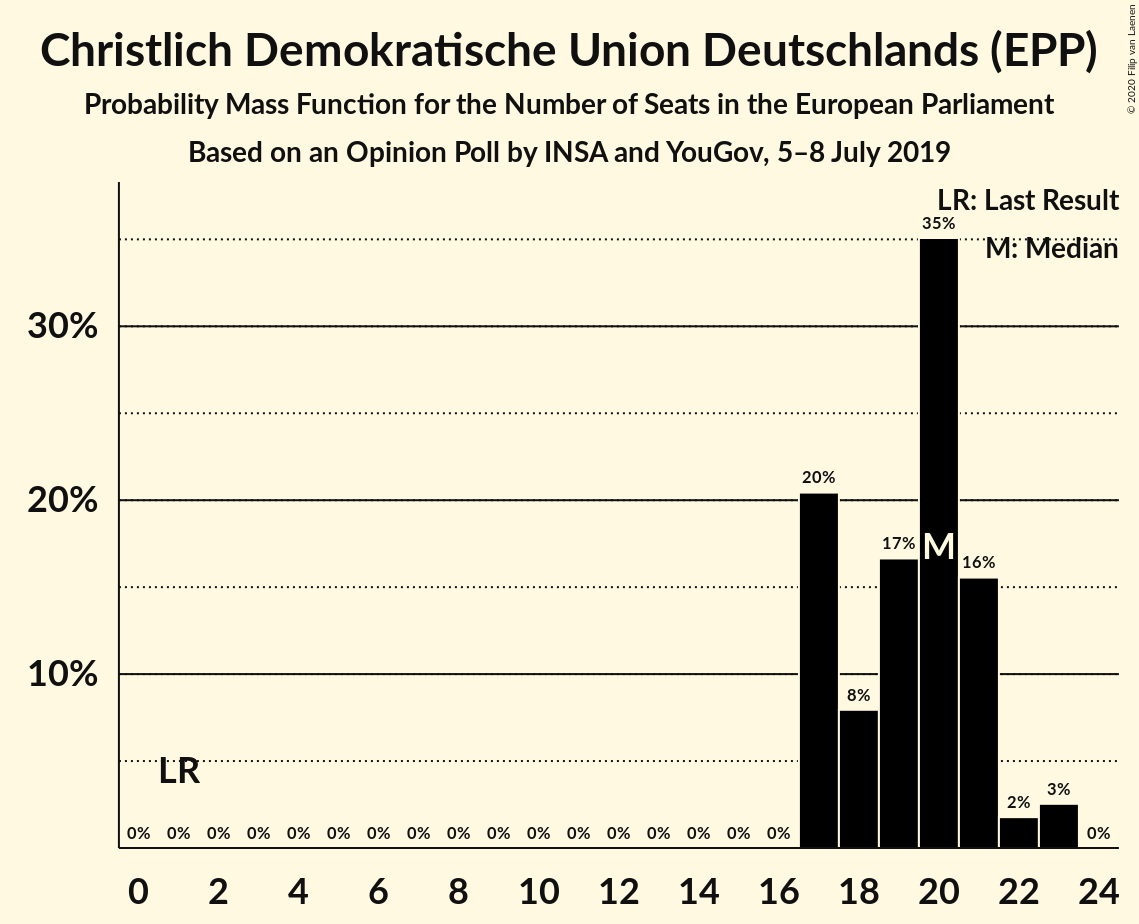 Christlich Demokratische Union Deutschlands (EPP)
Probability Mass Function for the Number of Seats in the European Parliament
Based on an Opinion Poll by INSA and YouGov, 5–8 July 2019
© 2020 Filip van Laenen
LR: Last Result
M: Median
35%
30%
20%
20%
17%
M
16%
10%
8%
LR
3%
2%
0% 0% 0% 0% 0% 0% 0% 0% 0% 0% 0% 0% 0% 0% 0% 0% 0% 0%
0 2 4 6 8 10 12 14 16 18 20 22 24